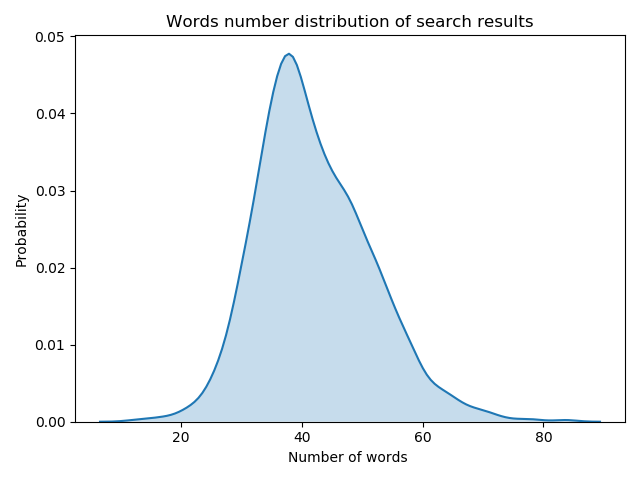 Words number distribution of search results
0.05
0.04
0.03
0.02
0.01
0.00
Probability
20 40 60 80
Number of words